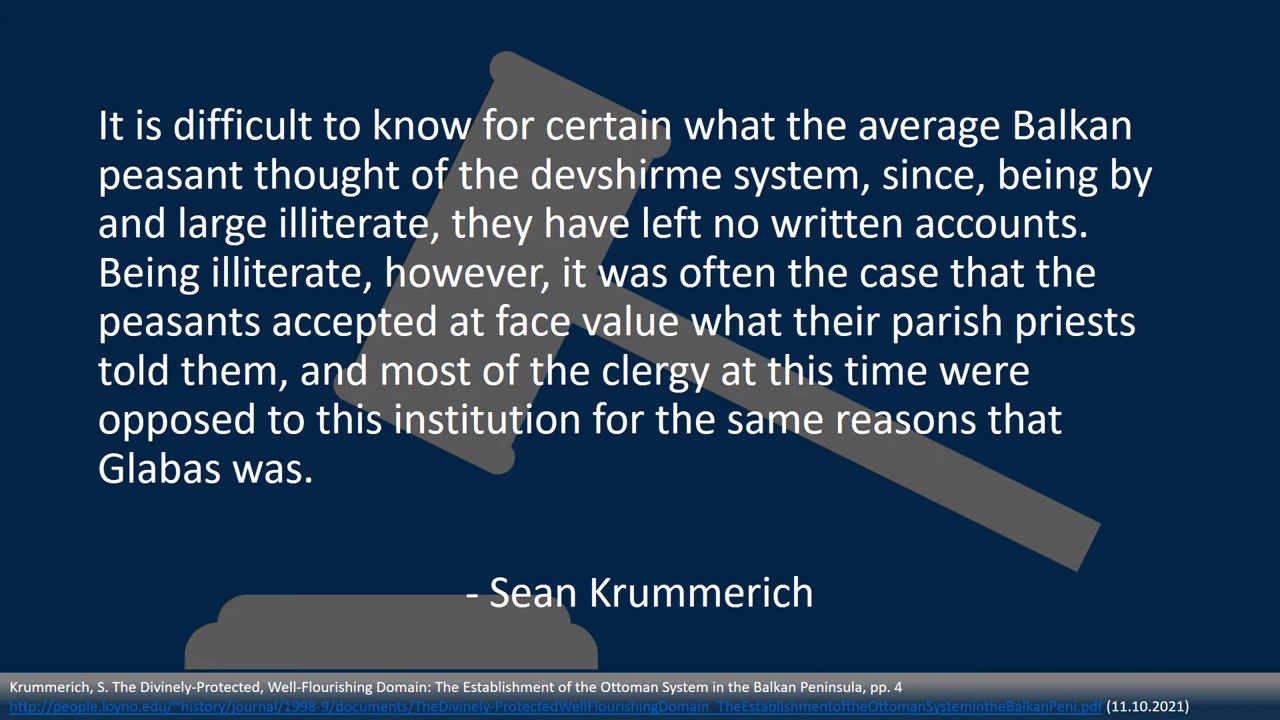 It is difficult to know for certain what the average Balkan
peasant thought of the devshirme system, since, being by
and large illiterate, they have left no written accounts.
Being illiterate, however, it was often the case that the
peasants accepted at face value what their parish priests
told them, and most of the clergy at this time were
opposed to this institution for the same reasons that
Glabas was.
- Sean Krummerich
Krummerich, S. The Divinely-Protected, Well-Flourishing Domain: The Establishment of the Ottoman System in the Balkan Peninsula, pp. 4
http://people.loyno.edu/~history/journal/1998-9/documents/TheDivinely-ProtectedWellFlourishingDomain_TheEstablishmentoftheOttomanSystemintheBalkanPeni.pdf (11.10.2021)